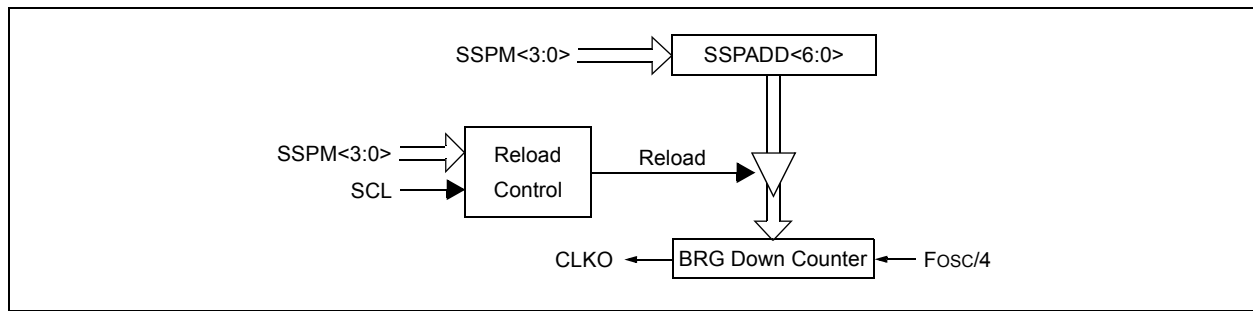 SSPM<3:0>
SSPADD<6:0>
SSPM<3:0>
SCL
Reload
Control
Reload
CLKO
BRG Down Counter
Fosc/4